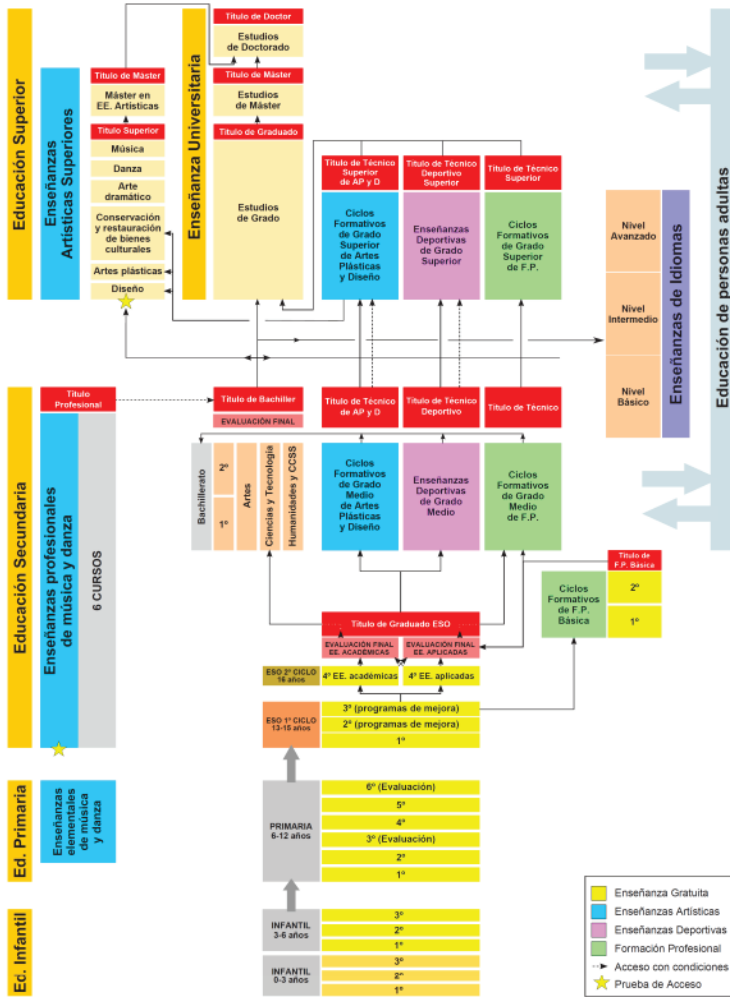 Educación Superior
Enseñanzas
Artísticas Superiores
Título de Máster
Máster en
EE. Artísticas
Título Superior
Música
Danza
Arte
dramático
Conservación
y restauración
de bienes
culturales
Artes plásticas
Diseño
Enseñanza Universitaria
Título de Doctor
Estudios
de Doctorado
Título de Máster
Estudios
de Máster
Título de Graduado
Estudios
de Grado
Título de Técnico
Superior
de AP y D
Ciclos
Formativos
de Grado
Superior
de Artes
Plásticas
y Diseño
Título de Técnico
Deportivo
Superior
Enseñanzas
Deportivas
de Grado
Superior
Título de Técnico
Superior
Ciclos
Formativos
de Grado
Superior
de F.P.
Nivel
Avanzado
Nivel
Intermedio
Nivel
Básico
Enseñanzas de Idiomas
Educación de personas adultas
Educación Secundaria
Título
Profesional
Enseñanzas profesionales
de música y danza
6 CURSOS
Título de Bachiller
EVALUACIÓN FINAL
Bachillerato
2º
1º
Artes
Ciencias y Tecnología
Humanidades y CCSS
Título de Técnico
de AP y D
Ciclos
Formativos
de Grado
Medio
de Artes
Plásticas
y Diseño
Título de Técnico
Deportivo
Enseñanzas
Deportivas
de Grado
Medio
Título de Técnico
Ciclos
Formativos
de Grado
Medio
de F.P.
Título de
F.P. Básica
Ciclos
Formativos
de F.P.
Básica
2º
1º
Título de Graduado ESO
EVALUACIÓN FINAL
EE. ACADÉMICAS
EVALUACIÓN FINAL
EE. APLICADAS
ESO 2º CICLO
16 años
4º EE. académicas
4º EE. aplicadas
ESO 1º CICLO
13-15 años
3º (programas de mejora)
2º (programas de mejora)
1º
Ed. Primaria
Enseñanzas
elementales
de música
y danza
PRIMARIA
6-12 años
6º (Evaluación)
5º
4º
3º (Evaluación)
2º
1º
Ec. Infantil
INFANTIL
3-6 años
3º
2º
1º
INFANTIL
0-3 años
3º
2º
1º
Enseñanza Gratuita
Enseñanzas Artísticas
Enseñanzas Deportivas
Formación Profesional
Acceso con condiciones
Prueba de Acceso